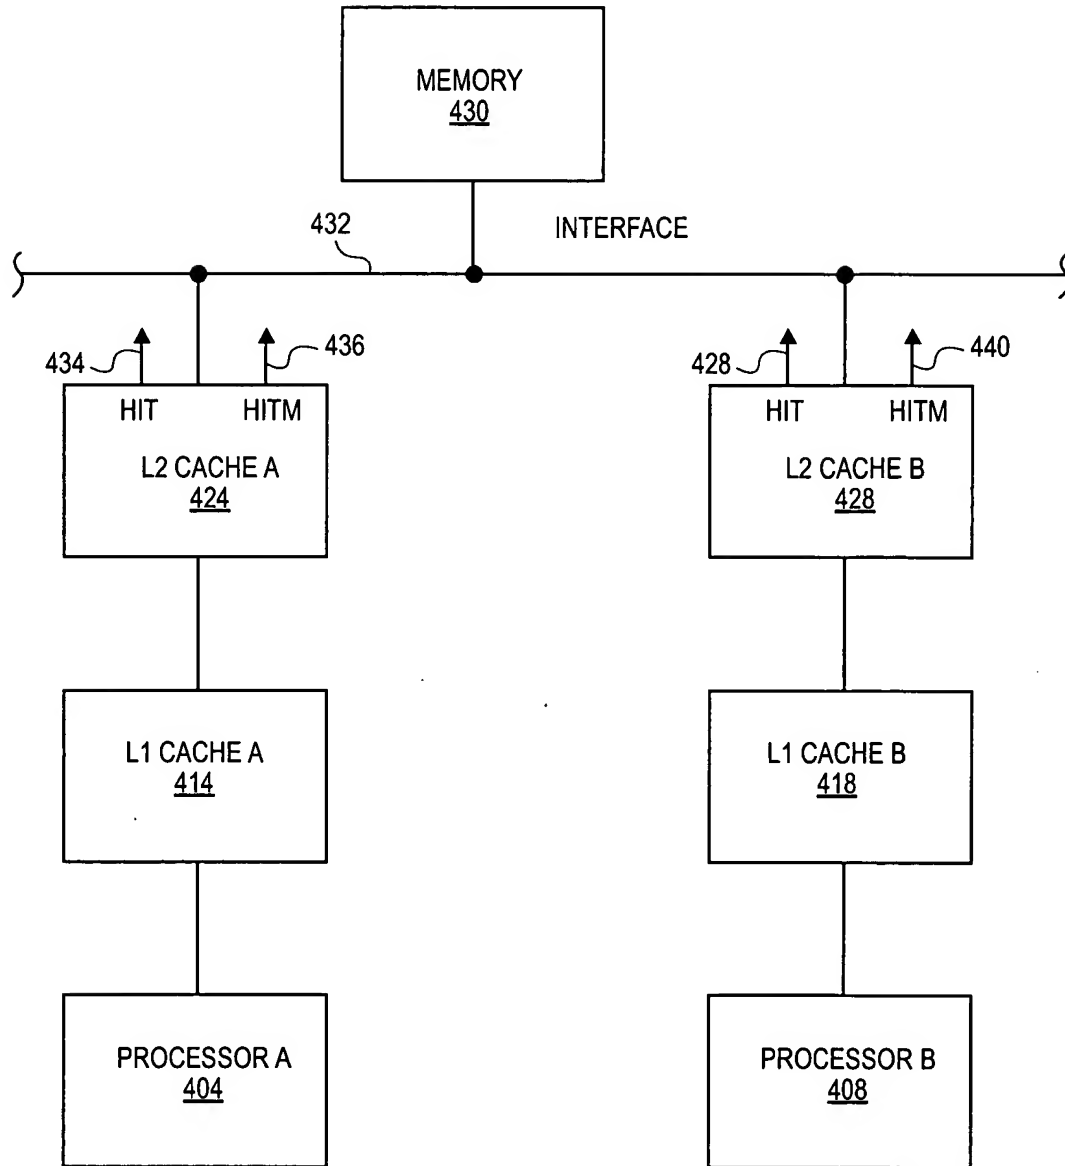 MEMORY
430
432
INTERFACE
434
436
428
440
HIT
HITM
HIT
HITM
L2 CACHE A
424
L2 CACHE B
428
L1 CACHE A
414
L1 CACHE B
418
PROCESSOR A
404
PROCESSOR B
408